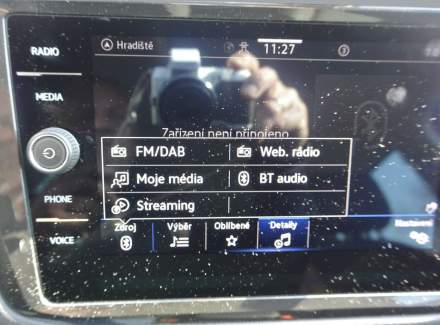 RADIO
Hradiště
11:27
MEDIA
Zařízení není připojeno
FM/DAB
Web. rádio
Moje média
BT audio
Streaming
PHONE
VOICE
Zdroj
Výběr
Oblíbené
Detaily
Nastavení